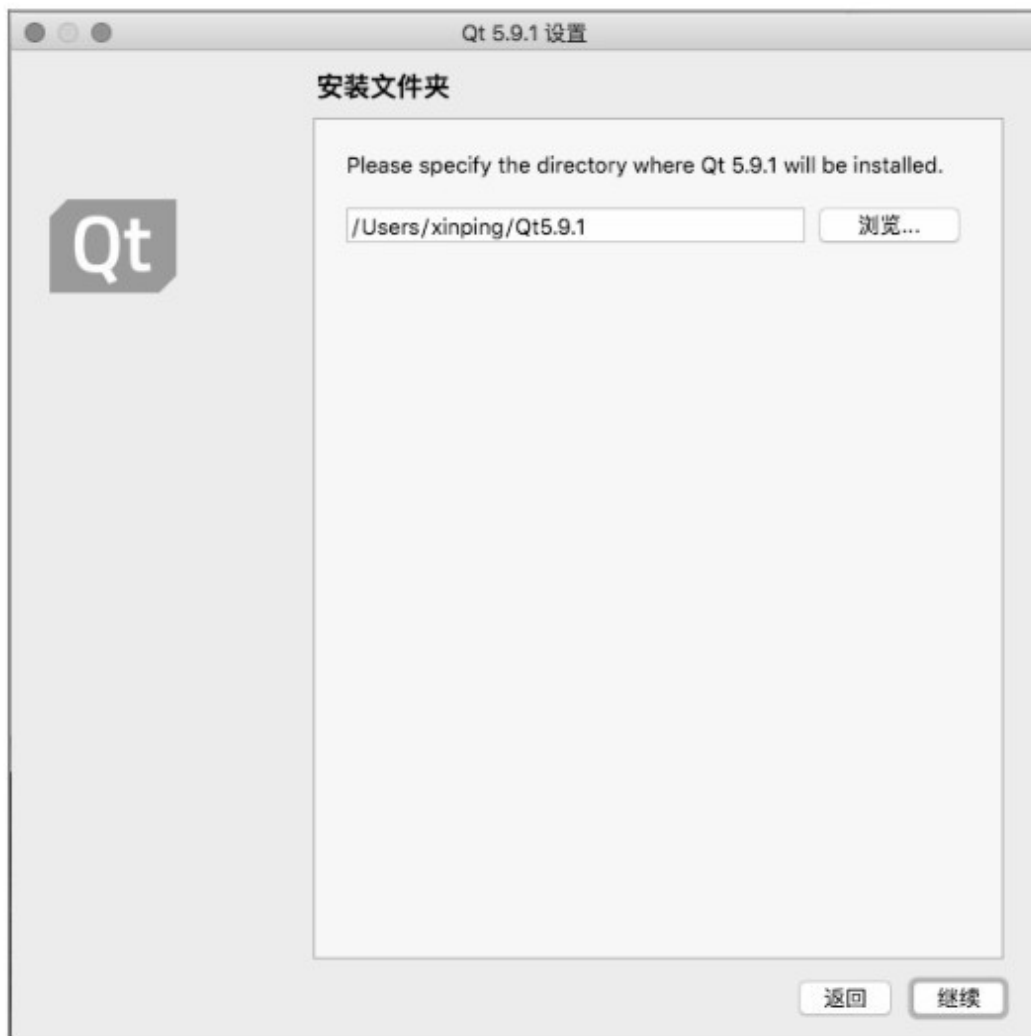 Qt 5.9.1 设置
安装文件夹
Please specify the directory where Qt 5.9.1 will be installed.
/Users/xinping/Qt5.9.1
浏览...
Qt
返回
继续